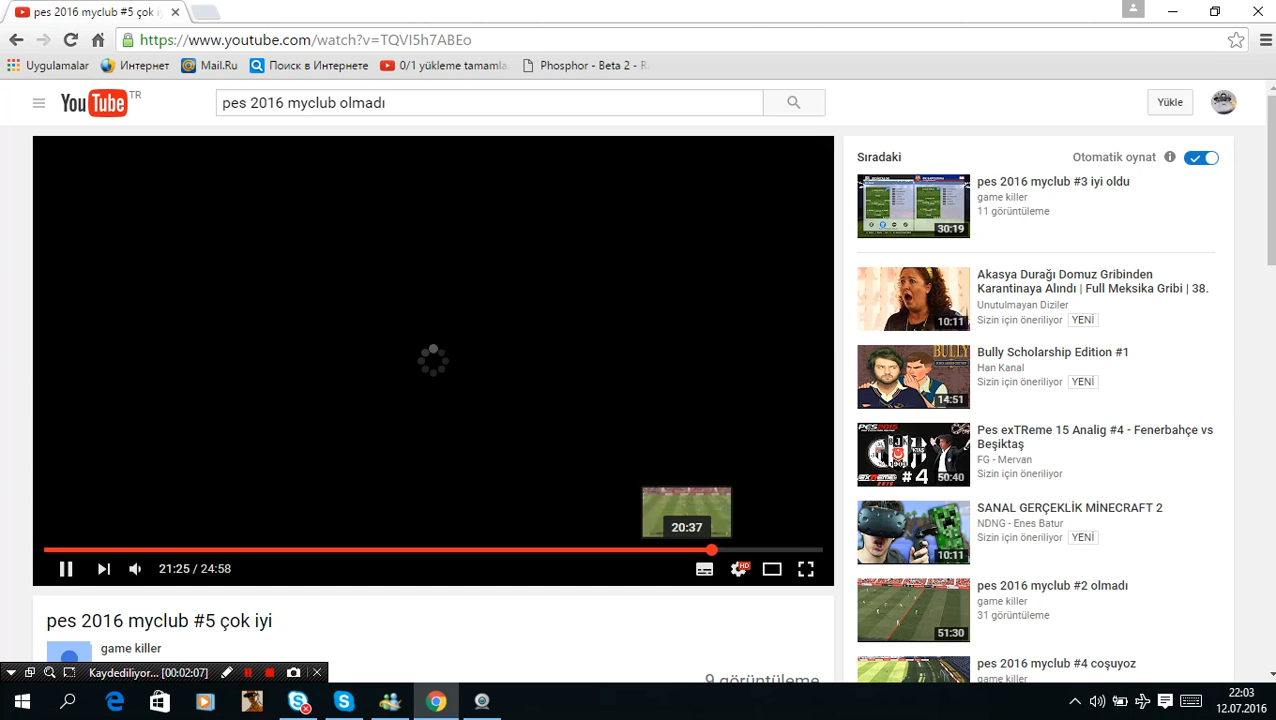 pes 2016 myclub #5 çok iyi
https://www.youtube.com/watch?v=TQVI5h7ABEo
Uygulamalar Интернет Mail.Ru Поиск в Интернете 0/1 yükleme tamamla Phosphor - Beta 2 - R
YouTube TR
pes 2016 myclub olmadı
Yükle
20:37
21:25 / 24:58
HD
pes 2016 myclub #5 çok iyi
game killer
9 görüntüleme
Sıradaki
Otomatik oynat
pes 2016 myclub #3 iyi oldu
game killer
11 görüntüleme
30:19
Akasya Durağı Domuz Gribinden
Karantinaya Alındı | Full Meksika Gribi | 38.
Unutulmayan Diziler
Sizin için öneriliyor YENİ
10:11
Bully Scholarship Edition #1
Han Kanal
Sizin için öneriliyor YENİ
BULLY
14:51
Pes exTReme 15 Analig #4 - Fenerbahçe vs
Beşiktaş
FG - Mervan
Sizin için öneriliyor
PES2015
#4
50:40
SANAL GERÇEKLİK MİNECRAFT 2
NDNG - Enes Batur
Sizin için öneriliyor YENİ
10:11
pes 2016 myclub #2 olmadı
game killer
31 görüntüleme
51:30
pes 2016 myclub #4 coşuyoz
game killer
Kaydediliyor...
22:03
12.07.2016